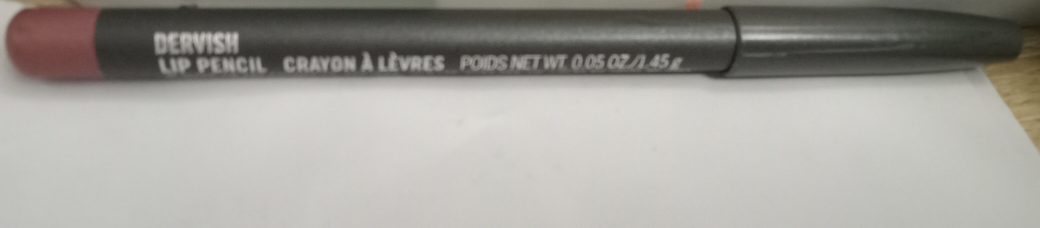 DERVISH
LIP PENCIL CRAYON À LÈVRES POIDS NET WT. 0.05 OZ./1.45 g